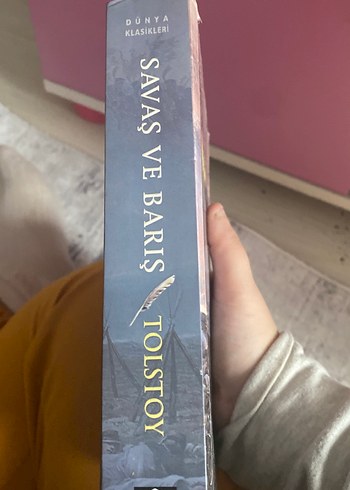 DÜNYA
KLASİKLERİ
SAVAŞ VE BARIŞ
TOLSTOY